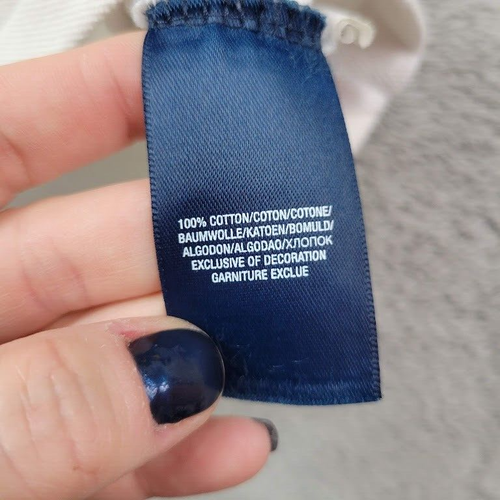 100% COTTON/COTON/COTONE/
BAUMWOLLE/KATOEN/BOMULD/
ALGODON/ALGODAO/ХЛОПОК
EXCLUSIVE OF DECORATION
GARNITURE EXCLUE